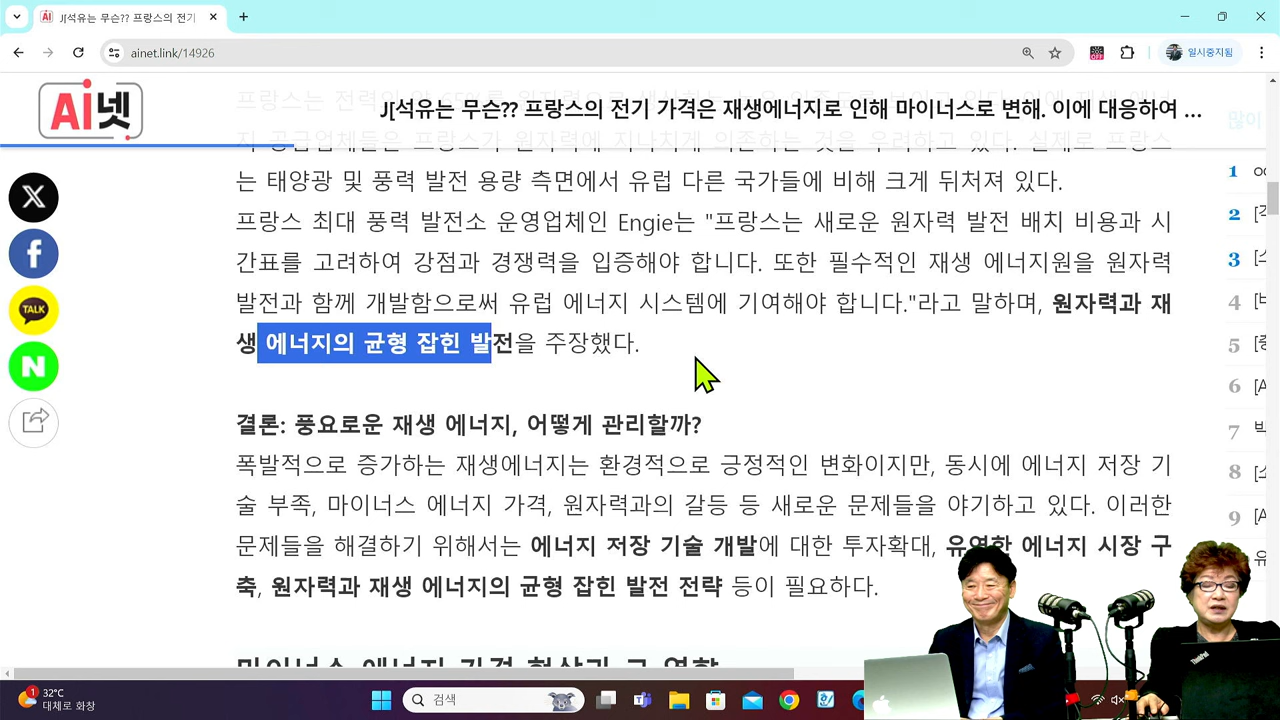 J[석유는 무슨?? 프랑스의 전기
ainet.link/14926
일시중지됨
Ai넷
J[석유는 무슨?? 프랑스의 전기 가격은 재생에너지로 인해 마이너스로 변해. 이에 대응하여 ...
많이
는 태양광 및 풍력 발전 용량 측면에서 유럽 다른 국가들에 비해 크게 뒤처져 있다.
프랑스 최대 풍력 발전소 운영업체인 Engie는 "프랑스는 새로운 원자력 발전 배치 비용과 시
간표를 고려하여 강점과 경쟁력을 입증해야 합니다. 또한 필수적인 재생 에너지원을 원자력
발전과 함께 개발함으로써 유럽 에너지 시스템에 기여해야 합니다."라고 말하며, 원자력과 재
생 에너지의 균형 잡힌 발전을 주장했다.
결론: 풍요로운 재생 에너지, 어떻게 관리할까?
폭발적으로 증가하는 재생에너지는 환경적으로 긍정적인 변화이지만, 동시에 에너지 저장 기
술 부족, 마이너스 에너지 가격, 원자력과의 갈등 등 새로운 문제들을 야기하고 있다. 이러한
문제들을 해결하기 위해서는 에너지 저장 기술 개발에 대한 투자확대, 유연한 에너지 시장 구
축, 원자력과 재생 에너지의 균형 잡힌 발전 전략 등이 필요하다.
1
2
3
4
5
6
7
8
9
TALK
N
1
32°C
대체로 화창
검색
ThinkPad